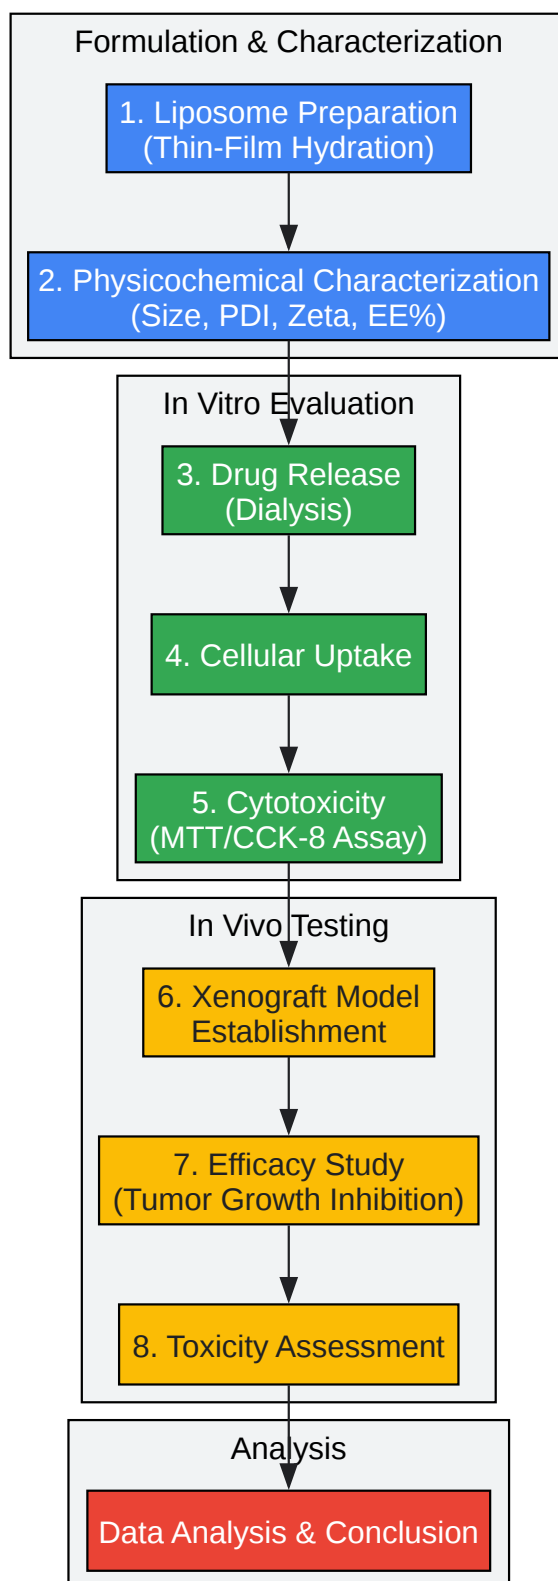 Formulation & Characterization
1. Liposome Preparation
(Thin-Film Hydration)
2. Physicochemical Characterization
(Size, PDI, Zeta, EE%)
In Vitro Evaluation
3. Drug Release
(Dialysis)
4. Cellular Uptake
5. Cytotoxicity
(MTT/CCK-8 Assay)
In Vivo Testing
6. Xenograft Model
Establishment
7. Efficacy Study
(Tumor Growth Inhibition)
8. Toxicity Assessment
Analysis
Data Analysis & Conclusion